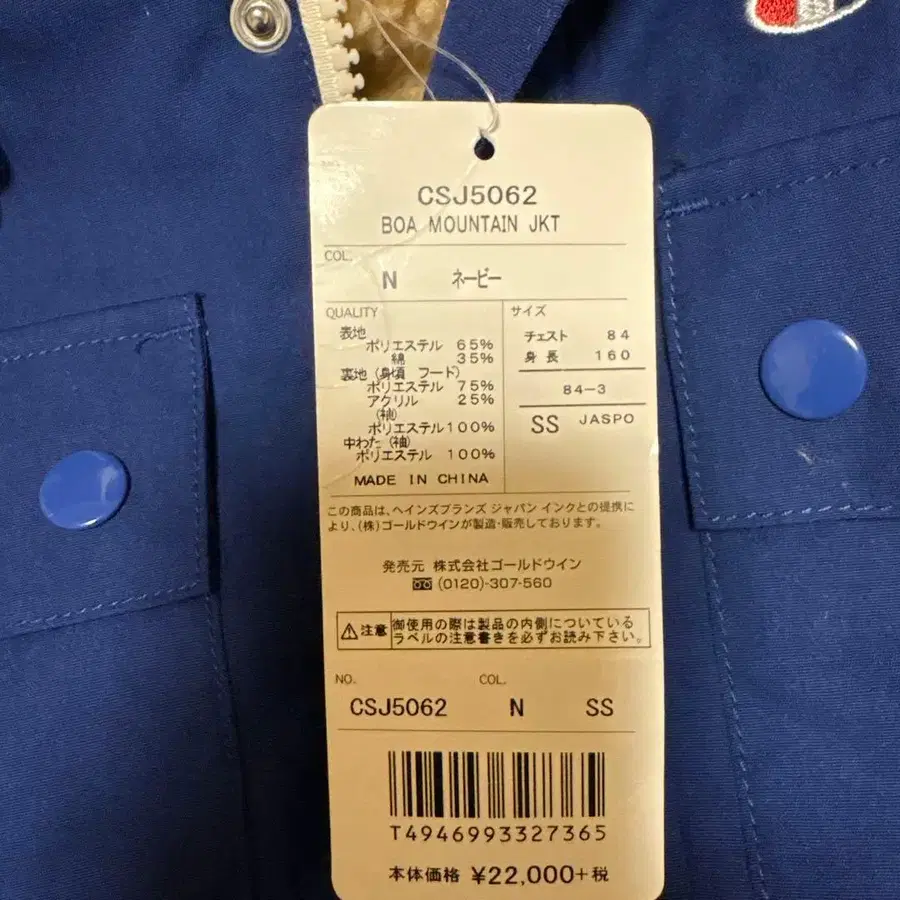 CSJ5062
BOA MOUNTAIN JKT
COL.
N ネービー
QUALITY
表地
ポリエステル 65%
綿 35%
裏地 (身頃 フード)
ポリエステル 75%
アクリル 25%
(袖)
ポリエステル 100%
中わた (袖)
ポリエステル 100%
MADE IN CHINA
サイズ
チェスト 84
身長 160
84-3
SS JASPO
この商品は、ヘインズブランズ ジャパン インクとの提携に
より、(株)ゴールドウインが製造・販売しております。
発売元 株式会社ゴールドウイン
(0120)-307-560
注意 御使用の際は製品の内側についている
ラベルの注意書きを必ずお読み下さい。
NO. COL.
CSJ5062 N SS
T4946993327365
本体価格 ¥22,000+税